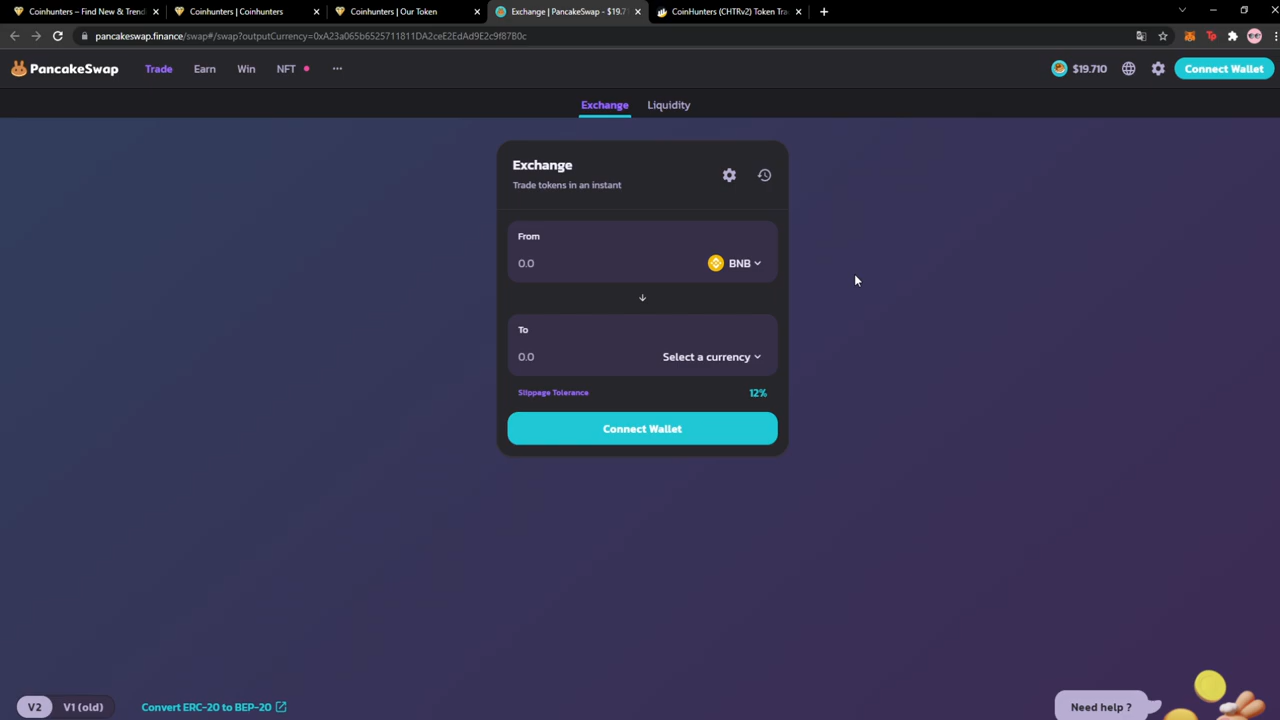 Coinhunters – Find New & Trend
Coinhunters | Coinhunters
Coinhunters | Our Token
Exchange | PancakeSwap - $19.7
CoinHunters (CHTRv2) Token Tra
pancakeswap.finance/swap#/swap?outputCurrency=0xA23a065b6525711811DA2ceE2EdAd9E2c9f87B0c
PancakeSwap
Trade
Earn
Win
NFT
$19.710
Connect Wallet
Exchange
Liquidity
Exchange
Trade tokens in an instant
From
0.0
BNB
To
0.0
Select a currency
Slippage Tolerance
12%
Connect Wallet
V2
V1 (old)
Convert ERC-20 to BEP-20
Need help ?